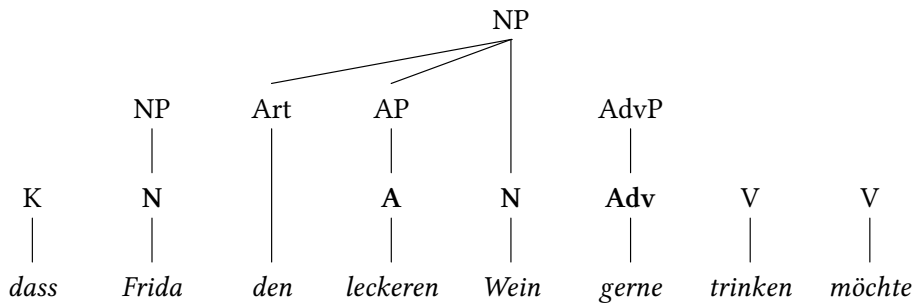 NP
NP Art AP AdvP
K N A N Adv V V
dass Frida den leckeren Wein gerne trinken möchte